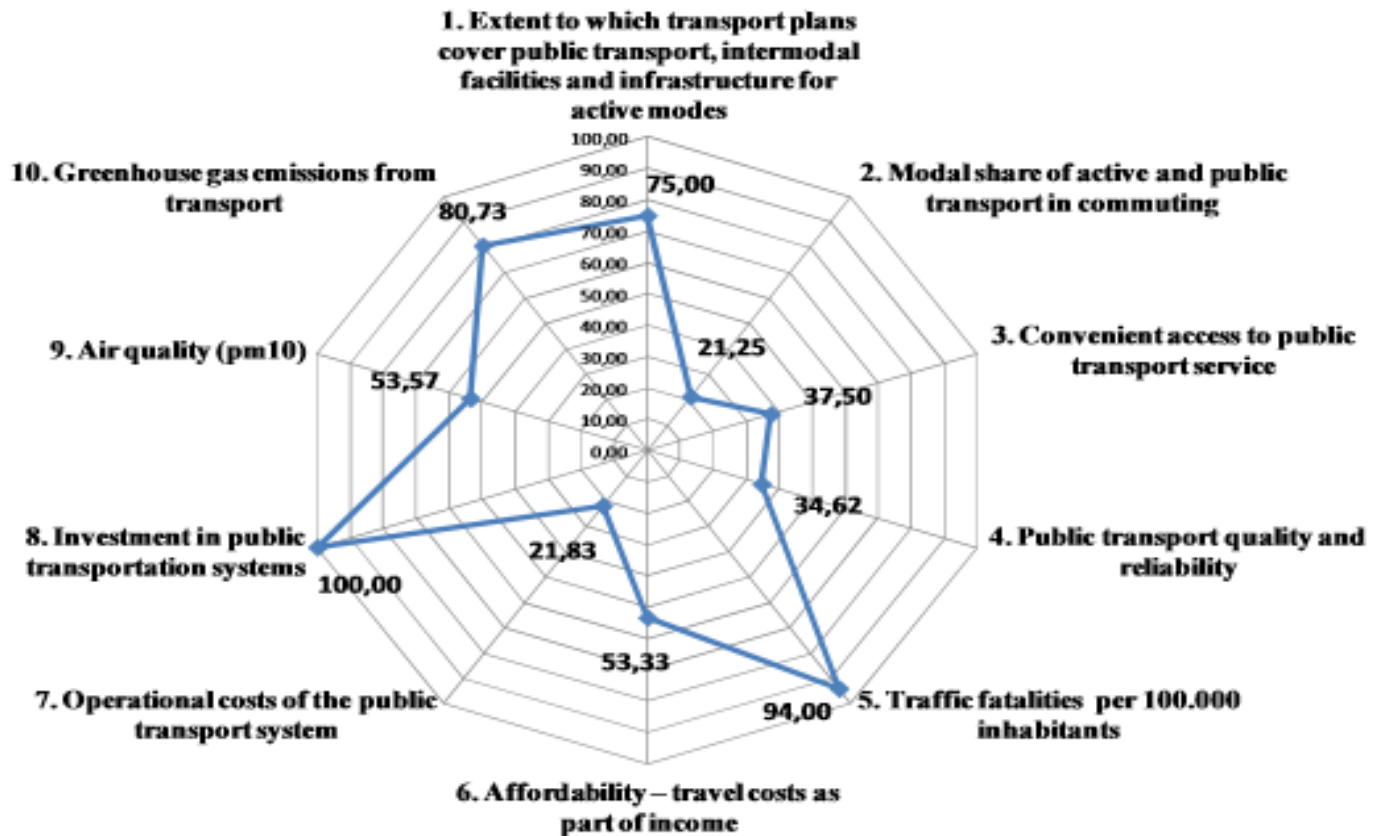 1. Extent to which transport plans
cover public transport, intermodal
facilities and infrastructure for
active modes
100,00
90,00
80,00
70,00
60,00
50,00
40,00
30,00
20,00
10,00
0,00
75,00
2. Modal share of active and public
transport in commuting
21,25
3. Convenient access to public
transport service
37,50
4. Public transport quality and
reliability
34,62
5. Traffic fatalities per 100.000
inhabitants
94,00
6. Affordability – travel costs as
part of income
53,33
7. Operational costs of the public
transport system
21,83
8. Investment in public
transportation systems
100,00
9. Air quality (pm10)
53,57
10. Greenhouse gas emissions from
transport
80,73